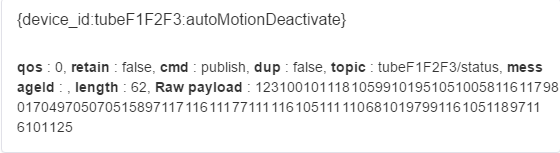 {device_id:tubeF1F2F3:autoMotionDeactivate}
qos : 0, retain : false, cmd : publish, dup : false, topic : tubeF1F2F3/status, mess
ageId : , length : 62, Raw payload : 12310010111810599101951051005811611798
017049705070515897117116111771111161051111106810197991161051189711
6101125